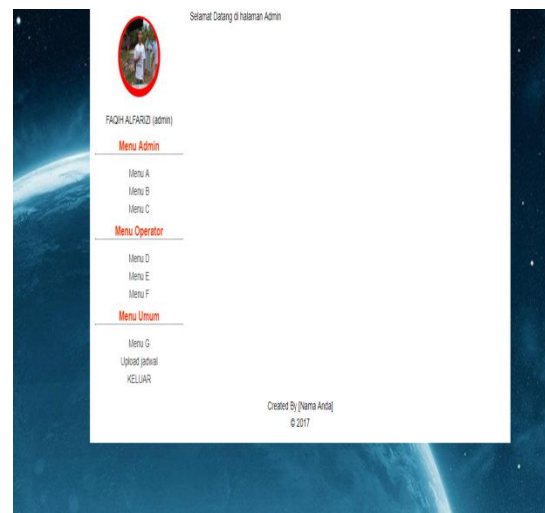 Selamat Datang di halaman Admin
FAQIH ALFARIZI (admin)
Menu Admin
Menu A
Menu B
Menu C
Menu Operator
Menu D
Menu E
Menu F
Menu Umum
Menu G
Upload jadwal
KELUAR
Created By [Nama Anda]
© 2017